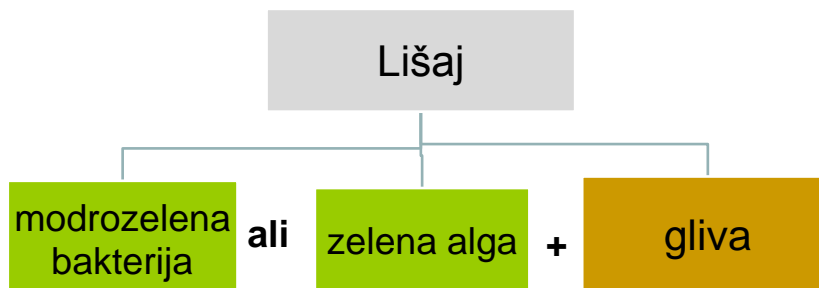 Lišaj
modrozelena
bakterija
ali
zelena alga
+
gliva